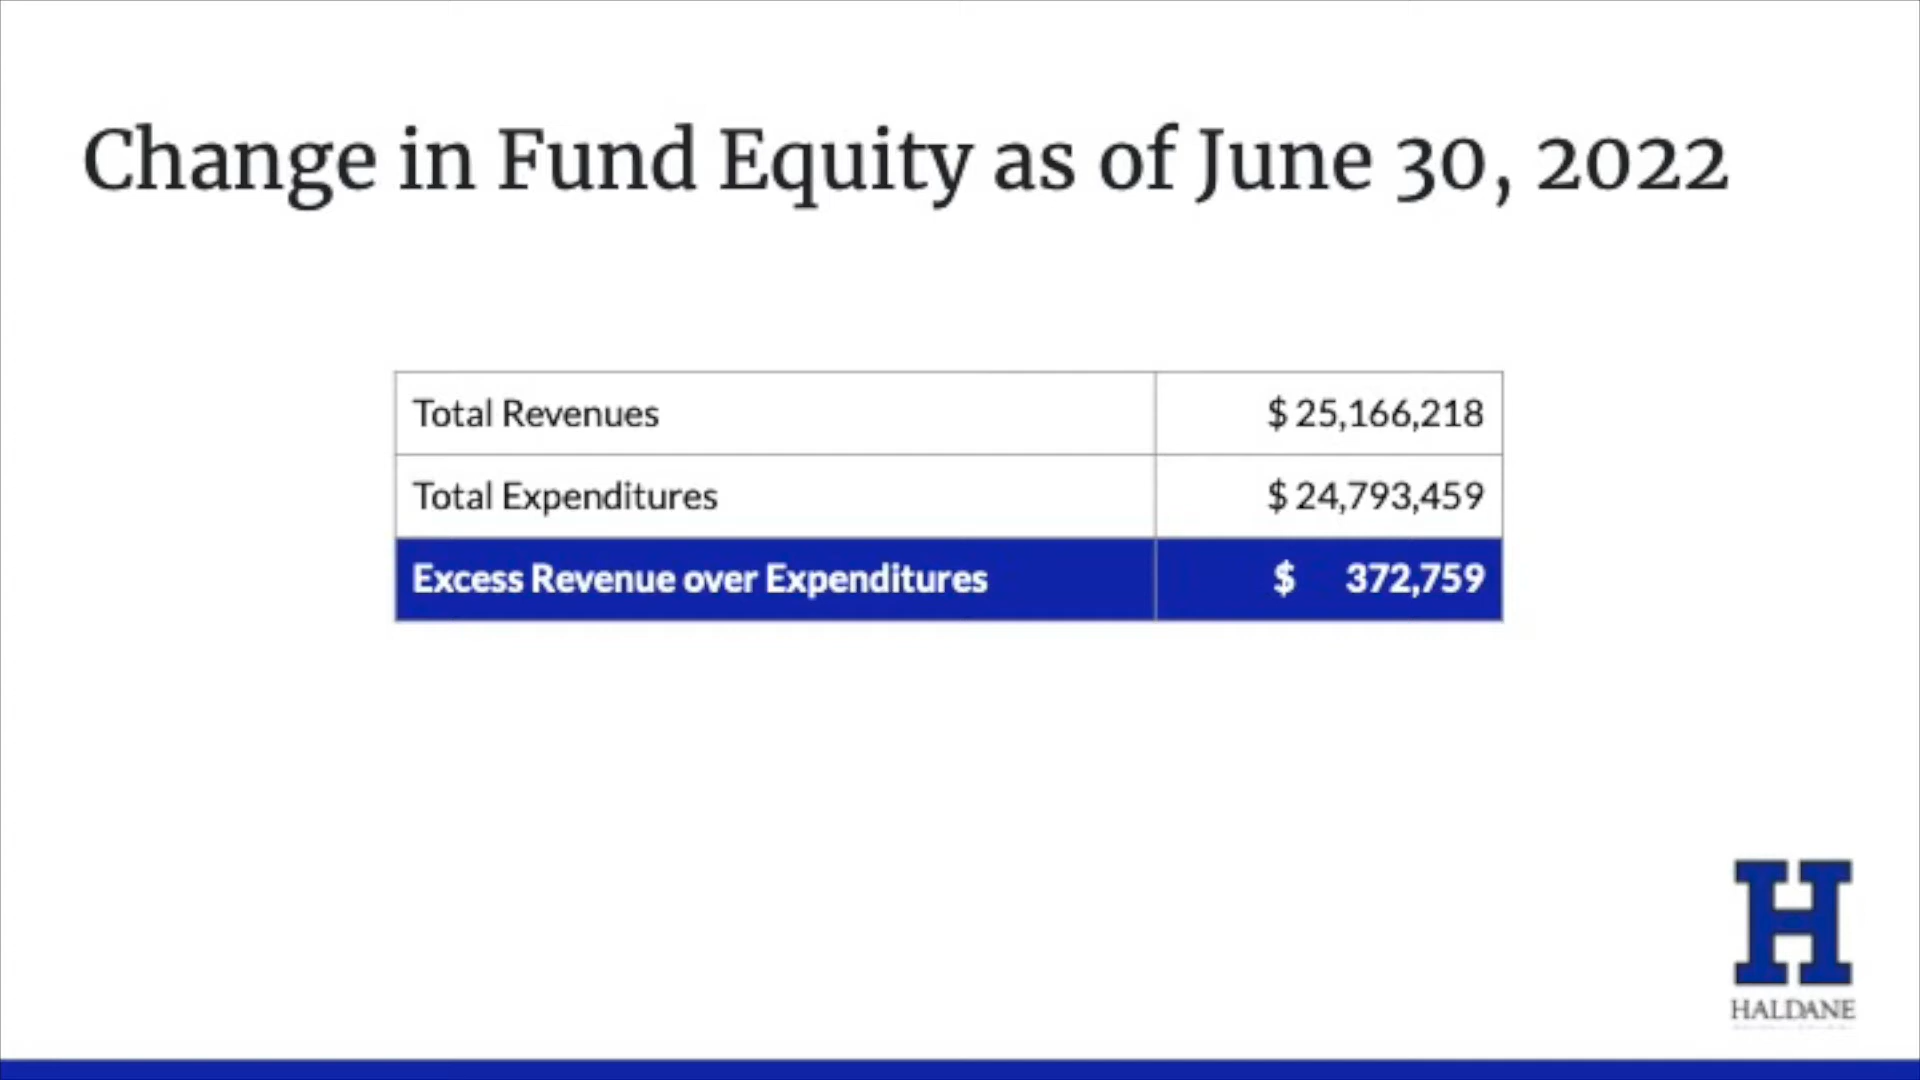 Change in Fund Equity as of June 30, 2022
Total Revenues $ 25,166,218
Total Expenditures $ 24,793,459
Excess Revenue over Expenditures $ 372,759
H
HALDANE